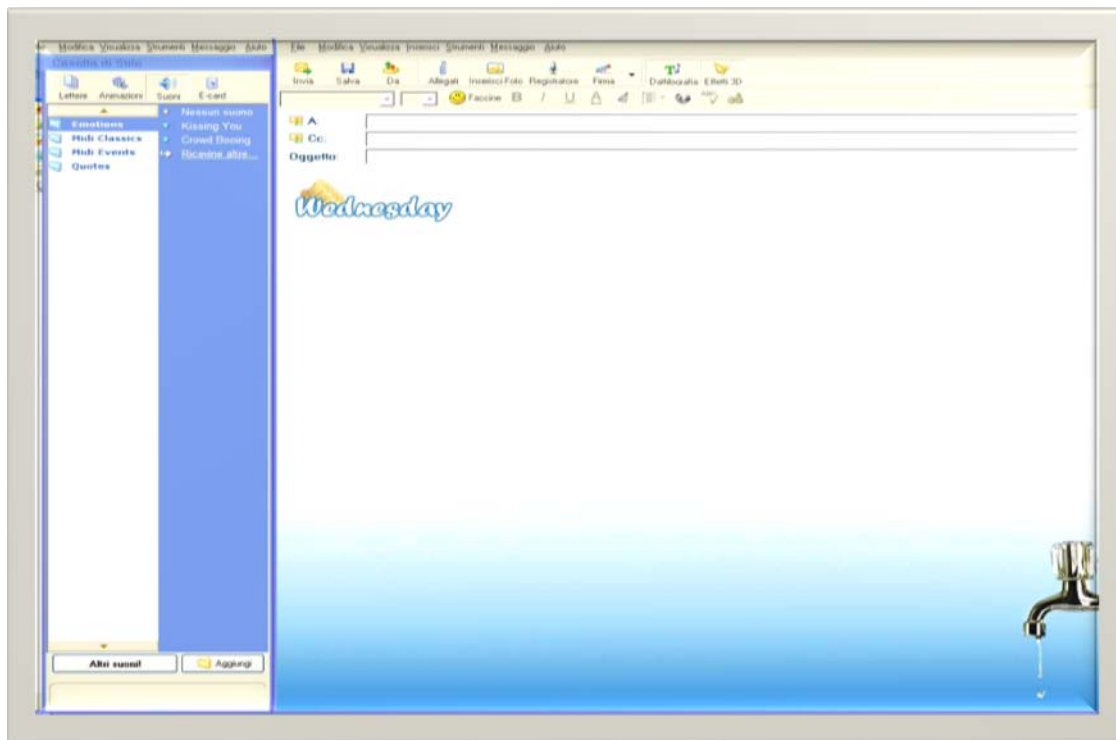 Modifica Visualizza Strumenti Messaggio Aiuto
File Modifica Visualizza Inserisci Strumenti Messaggio Aiuto
Casella di Stile
Lettere Animazioni Suoni E-card
Invia Salva Da Allegati Inserisci Foto Registratore Firma Dattilografia Effetti 3D
Faccine B I U A
Emotions
Midi Classics
Midi Events
Quotes
Nessun suono
Kissing You
Crowd Booing
Ricevine altre...
A:
Cc:
Oggetto:
Wednesday
Altri suoni! Aggiungi